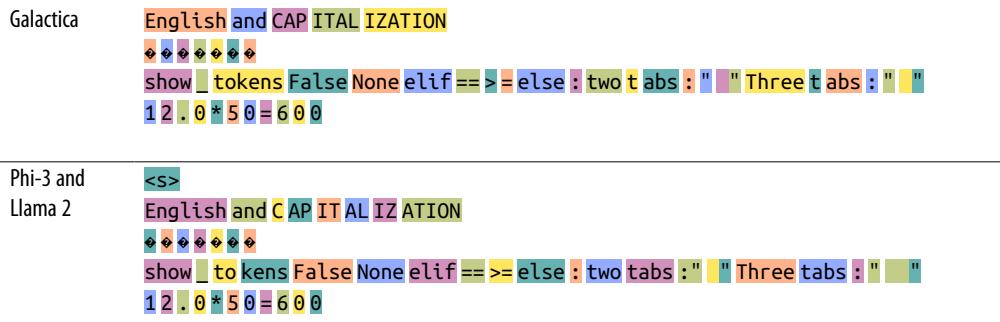 Galactica
English and CAP ITAL IZATION
� � � � � � �
show _ tokens False None elif == > = else : two t abs : " " Three t abs : " "
1 2 . 0 * 5 0 = 6 0 0
Phi-3 and
Llama 2
<s>
English and C AP IT AL IZ ATION
� � � � � � �
show _ to kens False None elif == >= else : two tabs :" " Three tabs : " "
1 2 . 0 * 5 0 = 6 0 0